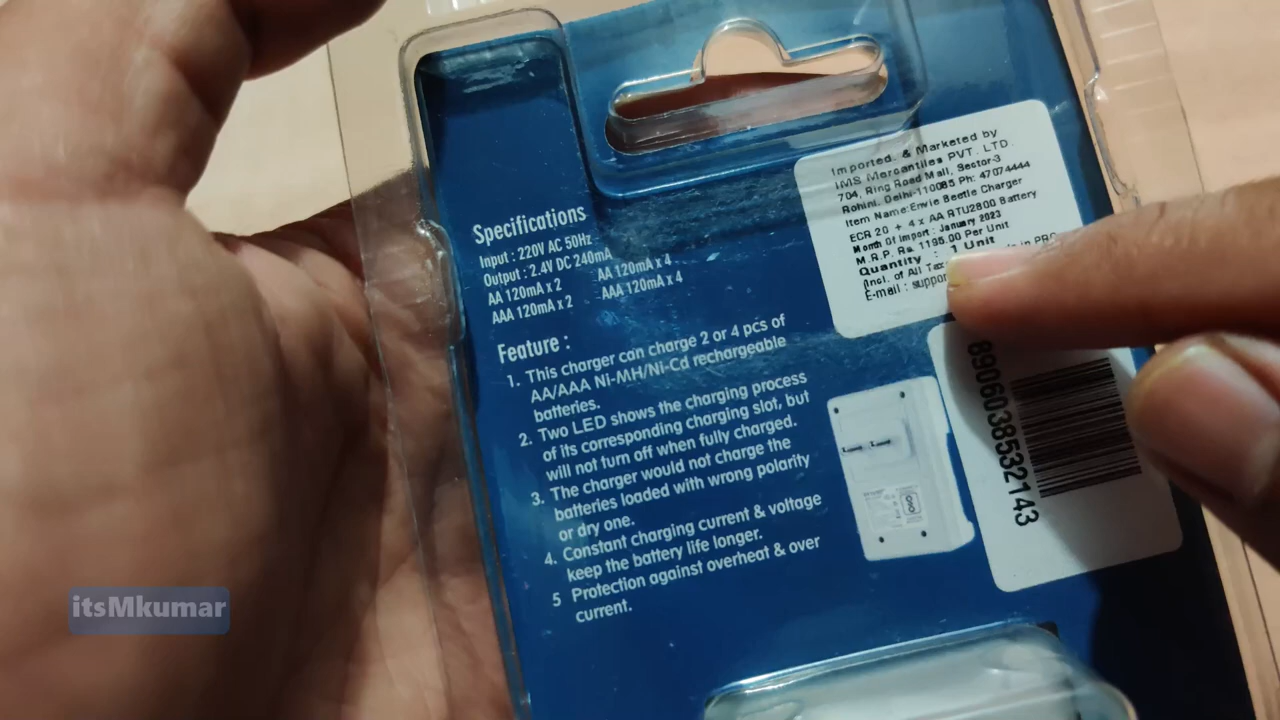 Specifications
Input : 220V AC 50Hz
Output : 2.4V DC 240mA
AA 120mA x 2 AA 120mA x 4
AAA 120mA x 2 AAA 120mA x 4
Feature :
1. This charger can charge 2 or 4 pcs of
AA/AAA Ni-MH/Ni-Cd rechargeable
batteries.
2. Two LED shows the charging process
of its corresponding charging slot, but
will not turn off when fully charged.
3. The charger would not charge the
batteries loaded with wrong polarity
or dry one.
4. Constant charging current & voltage
keep the battery life longer.
5 Protection against overheat & over
current.
Imported. & Marketed by
IMS Mercantiles PVT. LTD.
704, Ring Road Mall, Sector-3
Rohini, Delhi-110085 Ph: 47074444
Item Name:Envie Beetle Charger
ECR 20 + 4 x AA RTU2800 Battery
Month Of Import : January 2023
M.R.P. Rs. 1195.00 Per Unit
Quantity : 1 Unit
(Incl. of All in PRC
E-mail :
8906038532143
itsMkumar